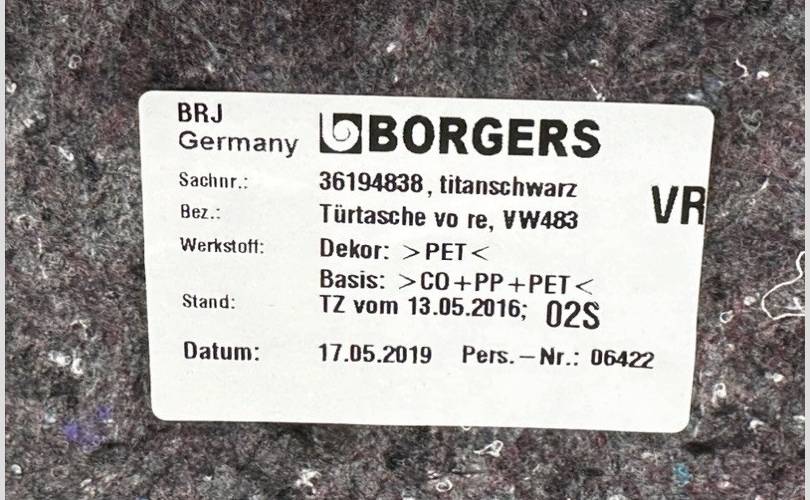 BRJ
Germany
BORGERS
Sachnr.: 36194838, titanschwarz
VR
Bez.: Türtasche vo re, VW483
Werkstoff: Dekor: >PET<
Basis: >CO+PP+PET<
Stand: TZ vom 13.05.2016; 02S
Datum: 17.05.2019 Pers.-Nr.: 06422